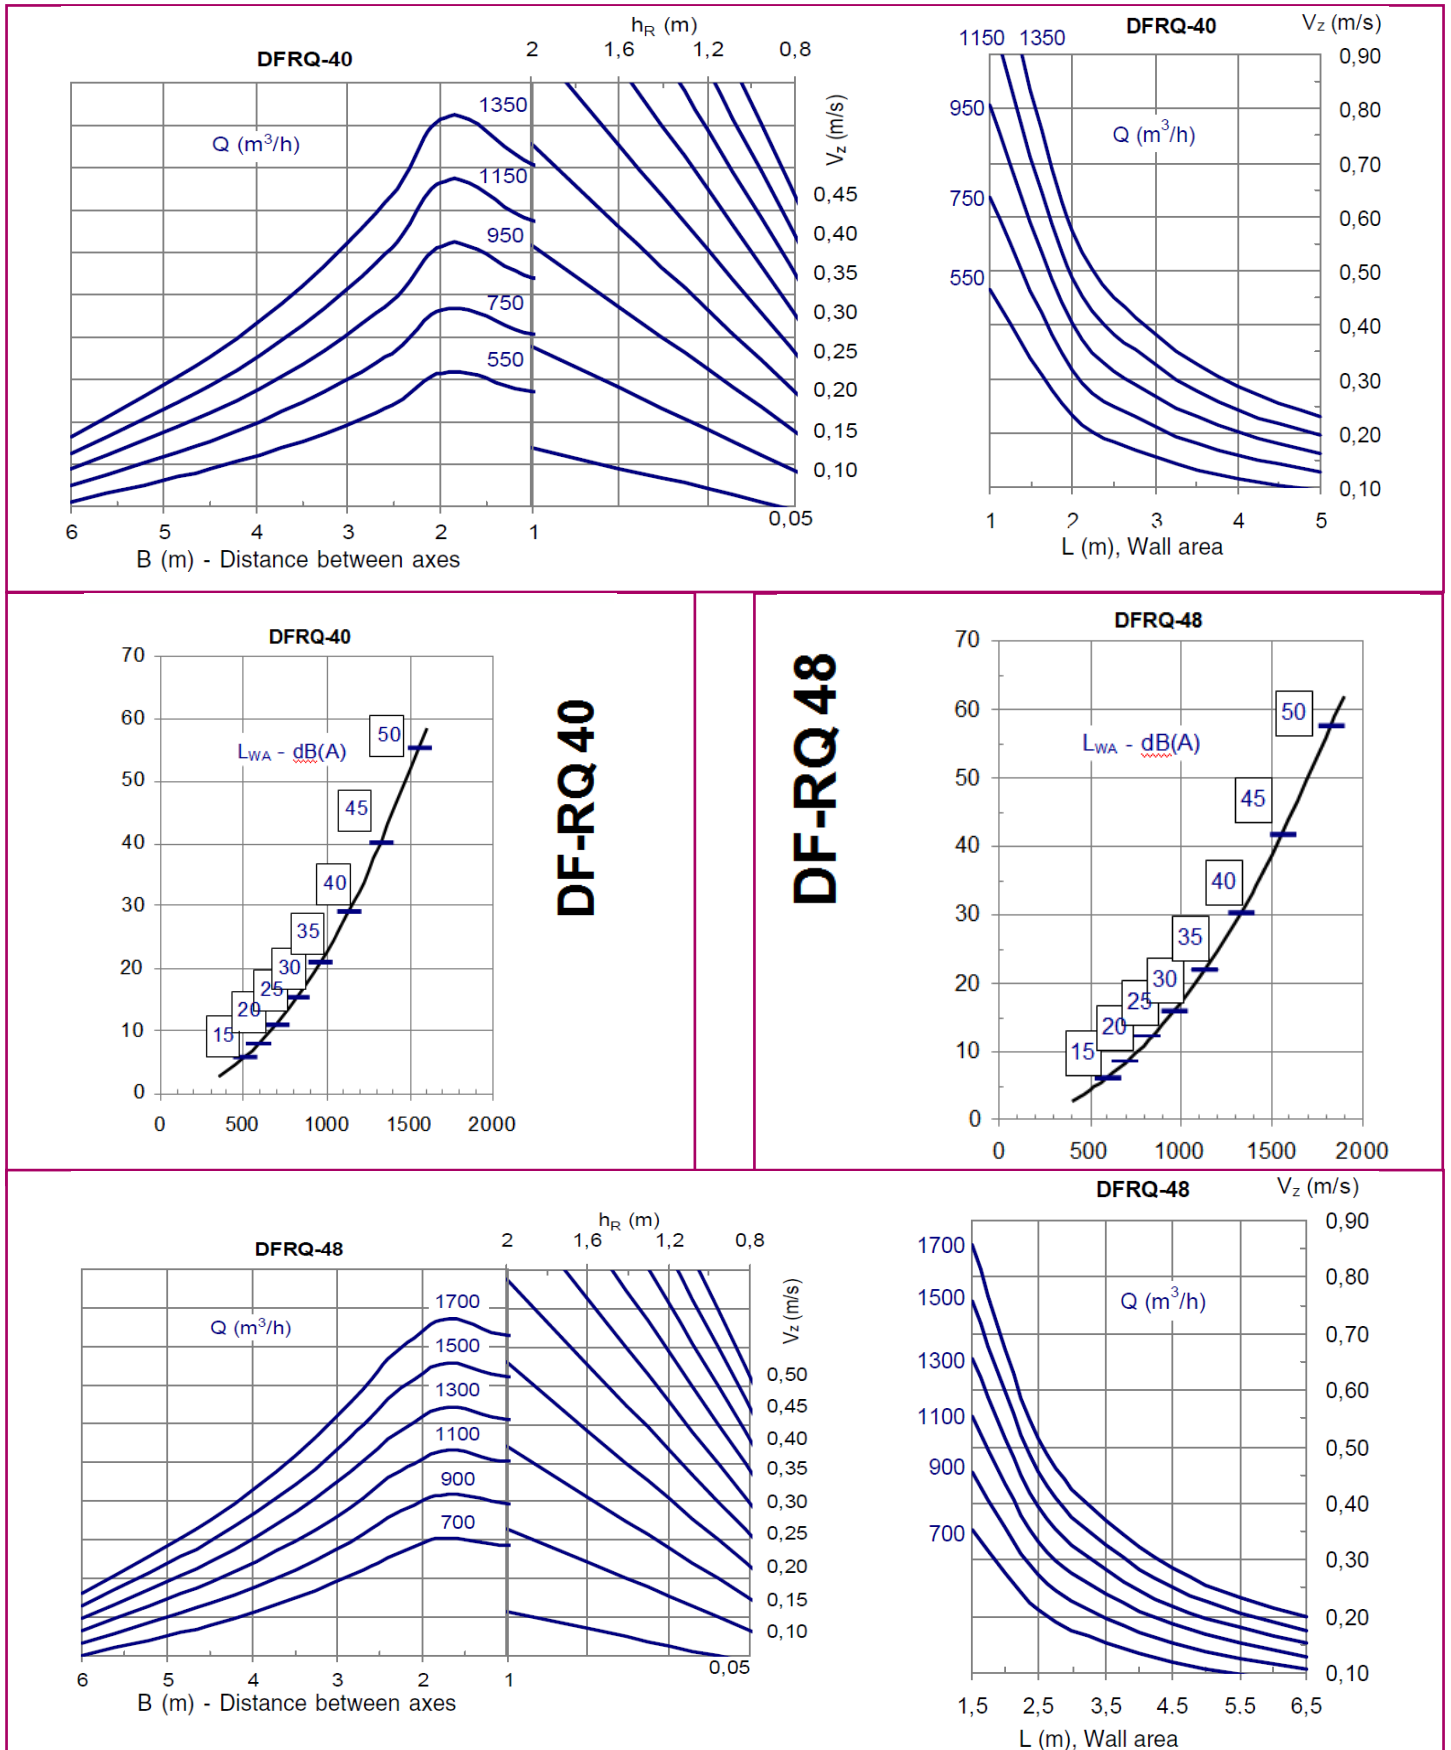 h_R (m)
DFRQ-40
2 1,6 1,2 0,8
Q (m³/h)
1350
1150
950
750
550
V_z (m/s)
0,45
0,40
0,35
0,30
0,25
0,20
0,15
0,10
0,05
6 5 4 3 2 1
B (m) - Distance between axes
DFRQ-40
V_z (m/s)
1150 1350
950
750
550
Q (m³/h)
0,90
0,80
0,70
0,60
0,50
0,40
0,30
0,20
0,10
1 2 3 4 5
L (m), Wall area
DFRQ-40
70
60
50
40
30
20
10
0
L_WA - dB(A)
50
45
40
35
30
25
20
15
0 500 1000 1500 2000
DF-RQ 40
DF-RQ 48
DFRQ-48
70
60
50
40
30
20
10
0
L_WA - dB(A)
50
45
40
35
30
25
20
15
0 500 1000 1500 2000
h_R (m)
DFRQ-48
2 1,6 1,2 0,8
Q (m³/h)
1700
1500
1300
1100
900
700
V_z (m/s)
0,50
0,45
0,40
0,35
0,30
0,25
0,20
0,15
0,10
0,05
6 5 4 3 2 1
B (m) - Distance between axes
DFRQ-48
V_z (m/s)
1700
1500
1300
1100
900
700
Q (m³/h)
0,90
0,80
0,70
0,60
0,50
0,40
0,30
0,20
0,10
1,5 2,5 3,5 4,5 5.5 6,5
L (m), Wall area